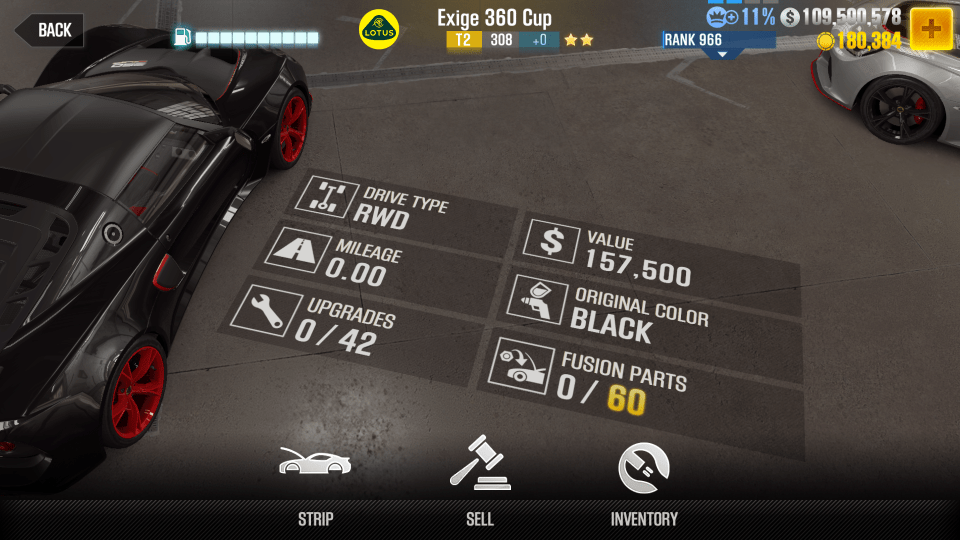 BACK
LOTUS
Exige 360 Cup
T2 308 +0
11% $ 109,500,578
RANK 966
180,384
DRIVE TYPE
RWD
MILEAGE
0.00
UPGRADES
0 / 42
$ VALUE
157,500
ORIGINAL COLOR
BLACK
FUSION PARTS
0 / 60
STRIP
SELL
INVENTORY